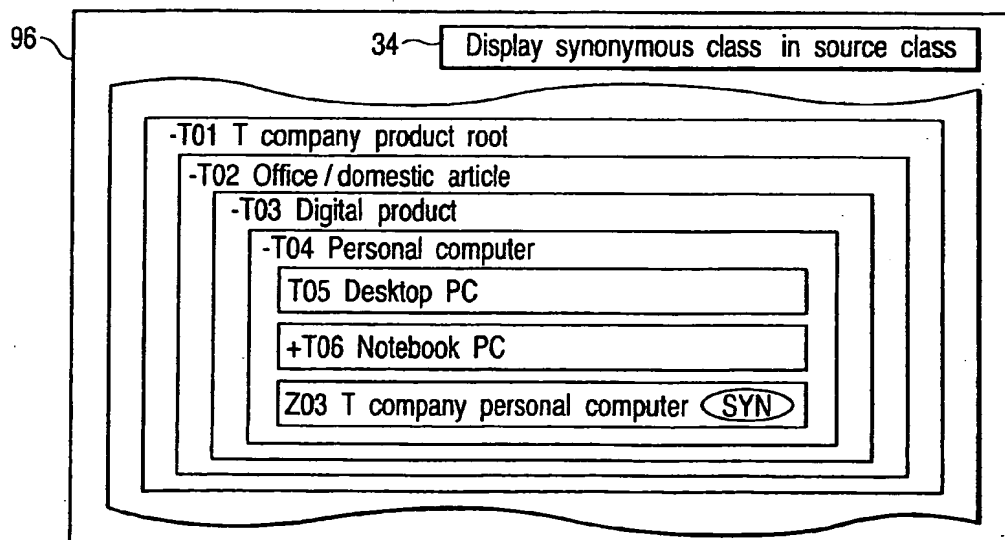 96
34 Display synonymous class in source class
-T01 T company product root
-T02 Office / domestic article
-T03 Digital product
-T04 Personal computer
T05 Desktop PC
+T06 Notebook PC
Z03 T company personal computer SYN